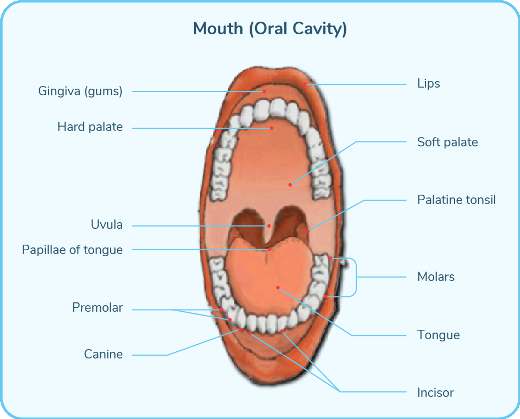 Mouth (Oral Cavity)
Gingiva (gums)
Hard palate
Uvula
Papillae of tongue
Premolar
Canine
Lips
Soft palate
Palatine tonsil
Molars
Tongue
Incisor